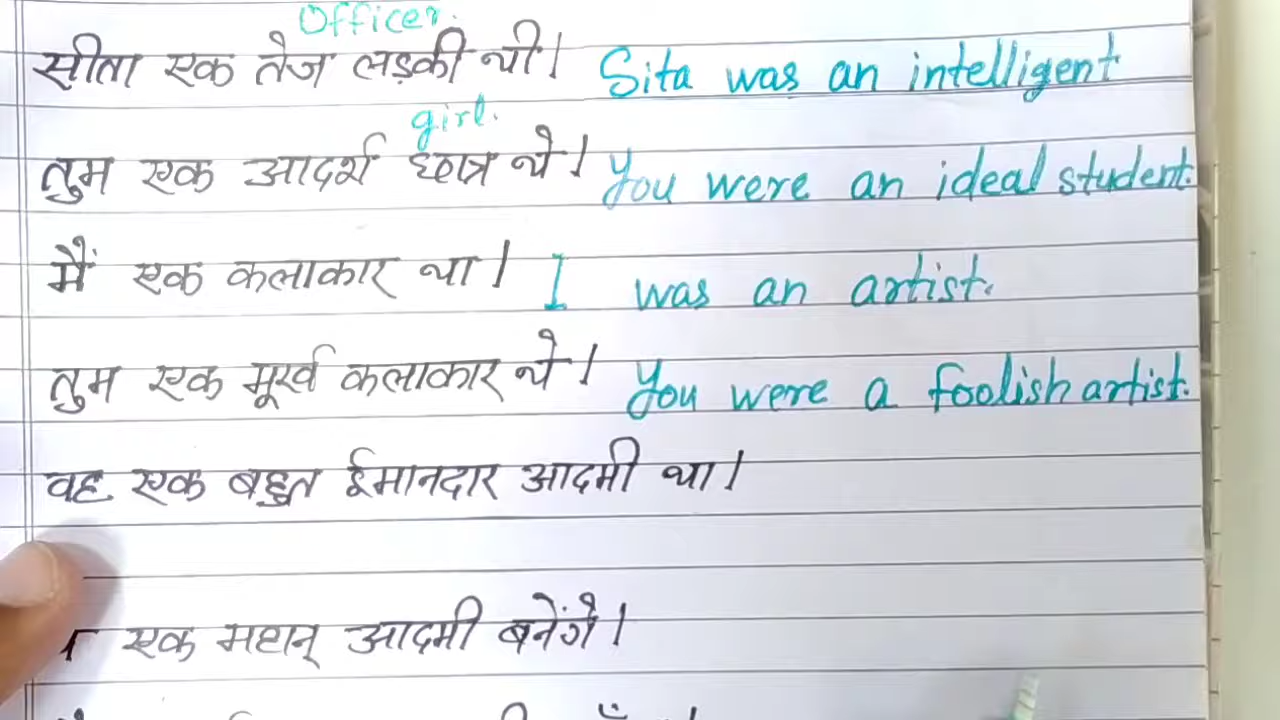 Officer.
सीता एक तेज लड़की थी। Sita was an intelligent
girl.
तुम एक आदर्श छात्र थे। You were an ideal student.
मैं एक कलाकार था। I was an artist.
तुम एक मूर्ख कलाकार थे। You were a foolish artist.
वह एक बहुत ईमानदार आदमी था।
एक महान् आदमी बनेंगे।